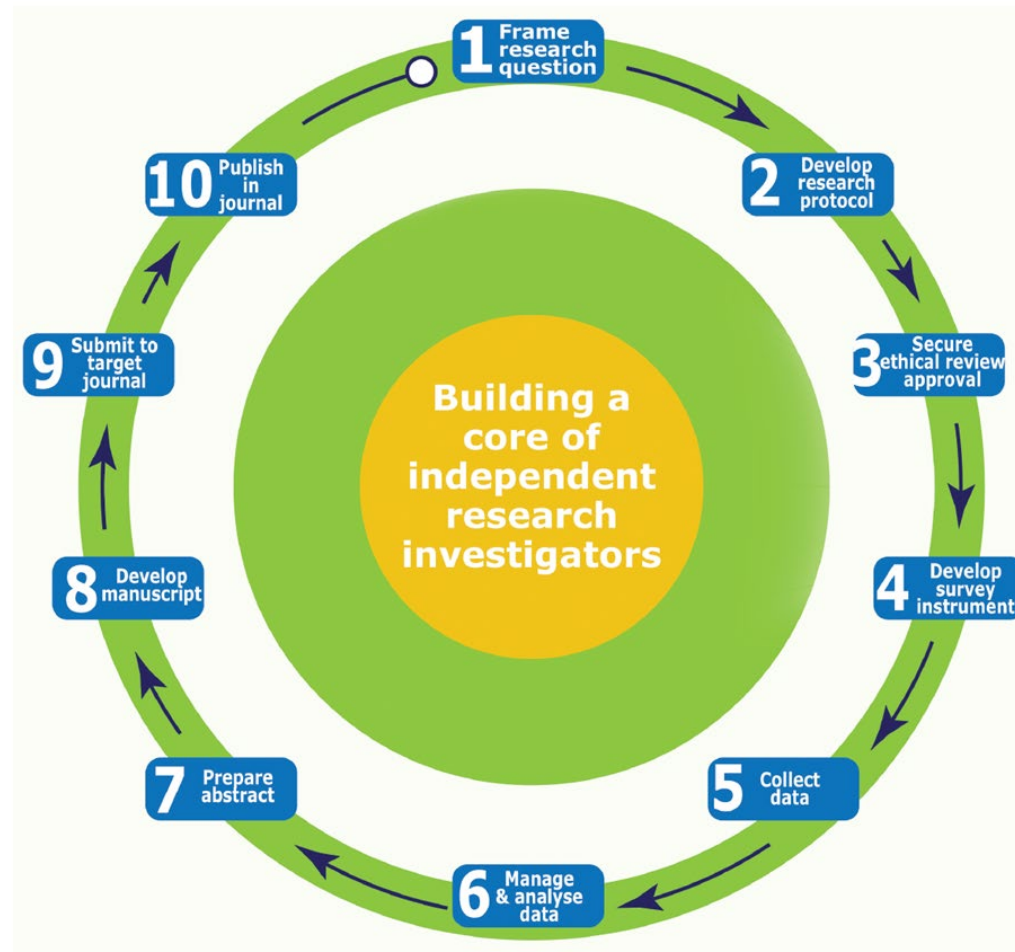 1 Frame
research
question
2 Develop
research
protocol
3 Secure
ethical review
approval
4 Develop
survey
instrument
5 Collect
data
6 Manage
& analyse
data
7 Prepare
abstract
8 Develop
manuscript
9 Submit to
target
journal
10 Publish
in
journal
Building a
core of
independent
research
investigators